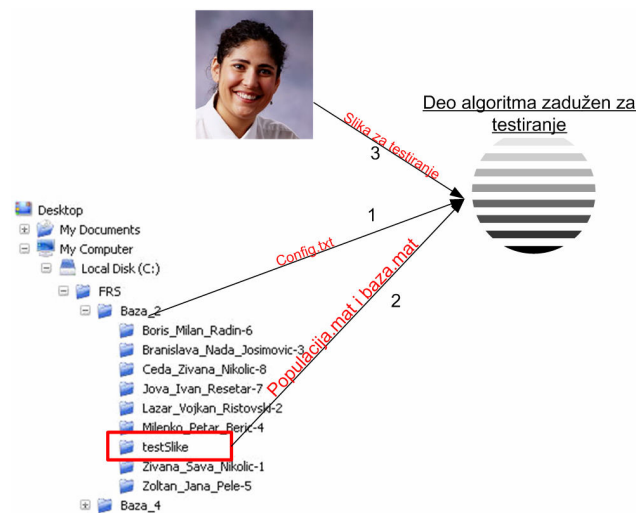 Deo algoritma zadužen za
testiranje
Slika za testiranje
3
1
Config.txt
Populacija.mat i baza.mat
2
Desktop
My Documents
My Computer
Local Disk (C:)
FRS
Baza_2
Boris_Milan_Radin-6
Branislava_Nada_Josimovic-3
Ceda_Zivana_Nikolic-8
Jova_Ivan_Resetar-7
Lazar_Vojkan_Ristovski-2
Milenko_Petar_Beric-4
testSlike
Zivana_Sava_Nikolic-1
Zoltan_Jana_Pele-5
Baza_4